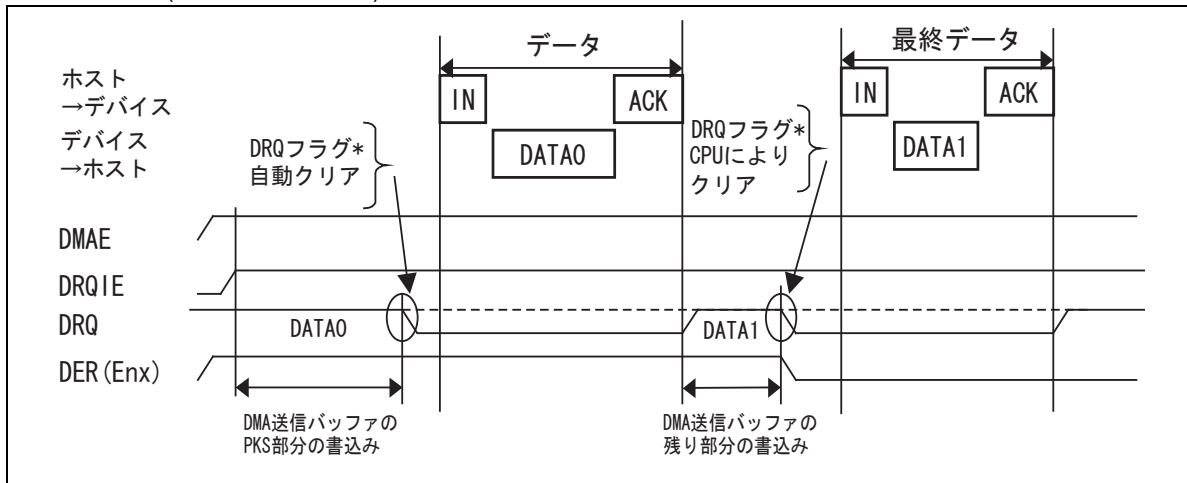 データ
最終データ
ホスト
→デバイス
IN
ACK
IN
ACK
デバイス
→ホスト
DRQフラグ*
自動クリア
DATA0
DRQフラグ*
CPUにより
クリア
DATA1
DMAE
DRQIE
DRQ
DATA0
DATA1
DER(Enx)
DMA送信バッファの
PKS部分の書込み
DMA送信バッファの
残り部分の書込み